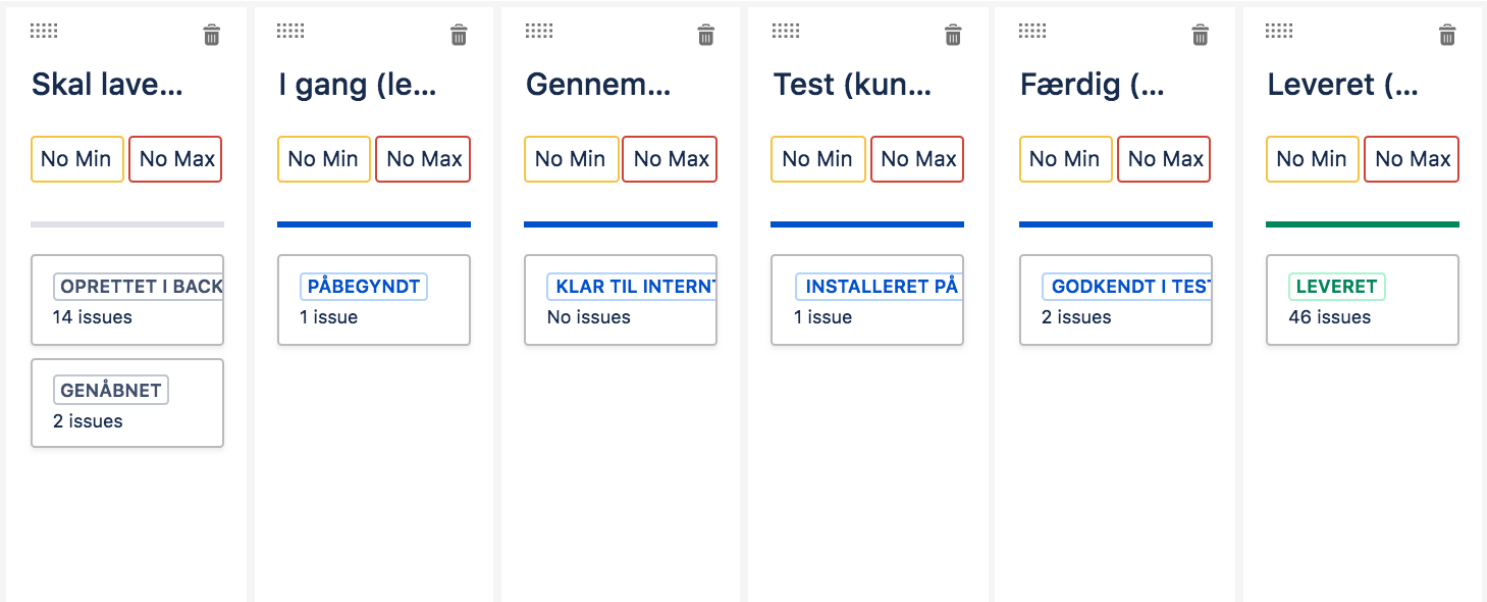 Skal lave...
No Min No Max
OPRETTET I BACK
14 issues
GENÅBNET
2 issues
I gang (le...
No Min No Max
PÅBEGYNDT
1 issue
Gennem...
No Min No Max
KLAR TIL INTERNT
No issues
Test (kun...
No Min No Max
INSTALLERET PÅ
1 issue
Færdig (...
No Min No Max
GODKENDT I TEST
2 issues
Leveret (...
No Min No Max
LEVERET
46 issues